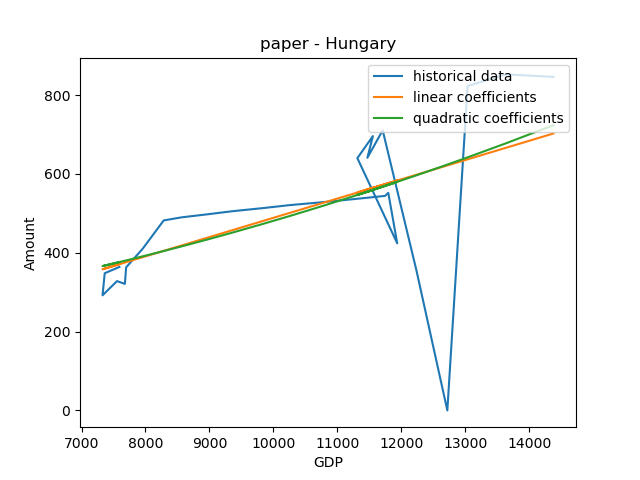 paper - Hungary
historical data
linear coefficients
quadratic coefficients
Amount
800
600
400
200
0
7000 8000 9000 10000 11000 12000 13000 14000
GDP